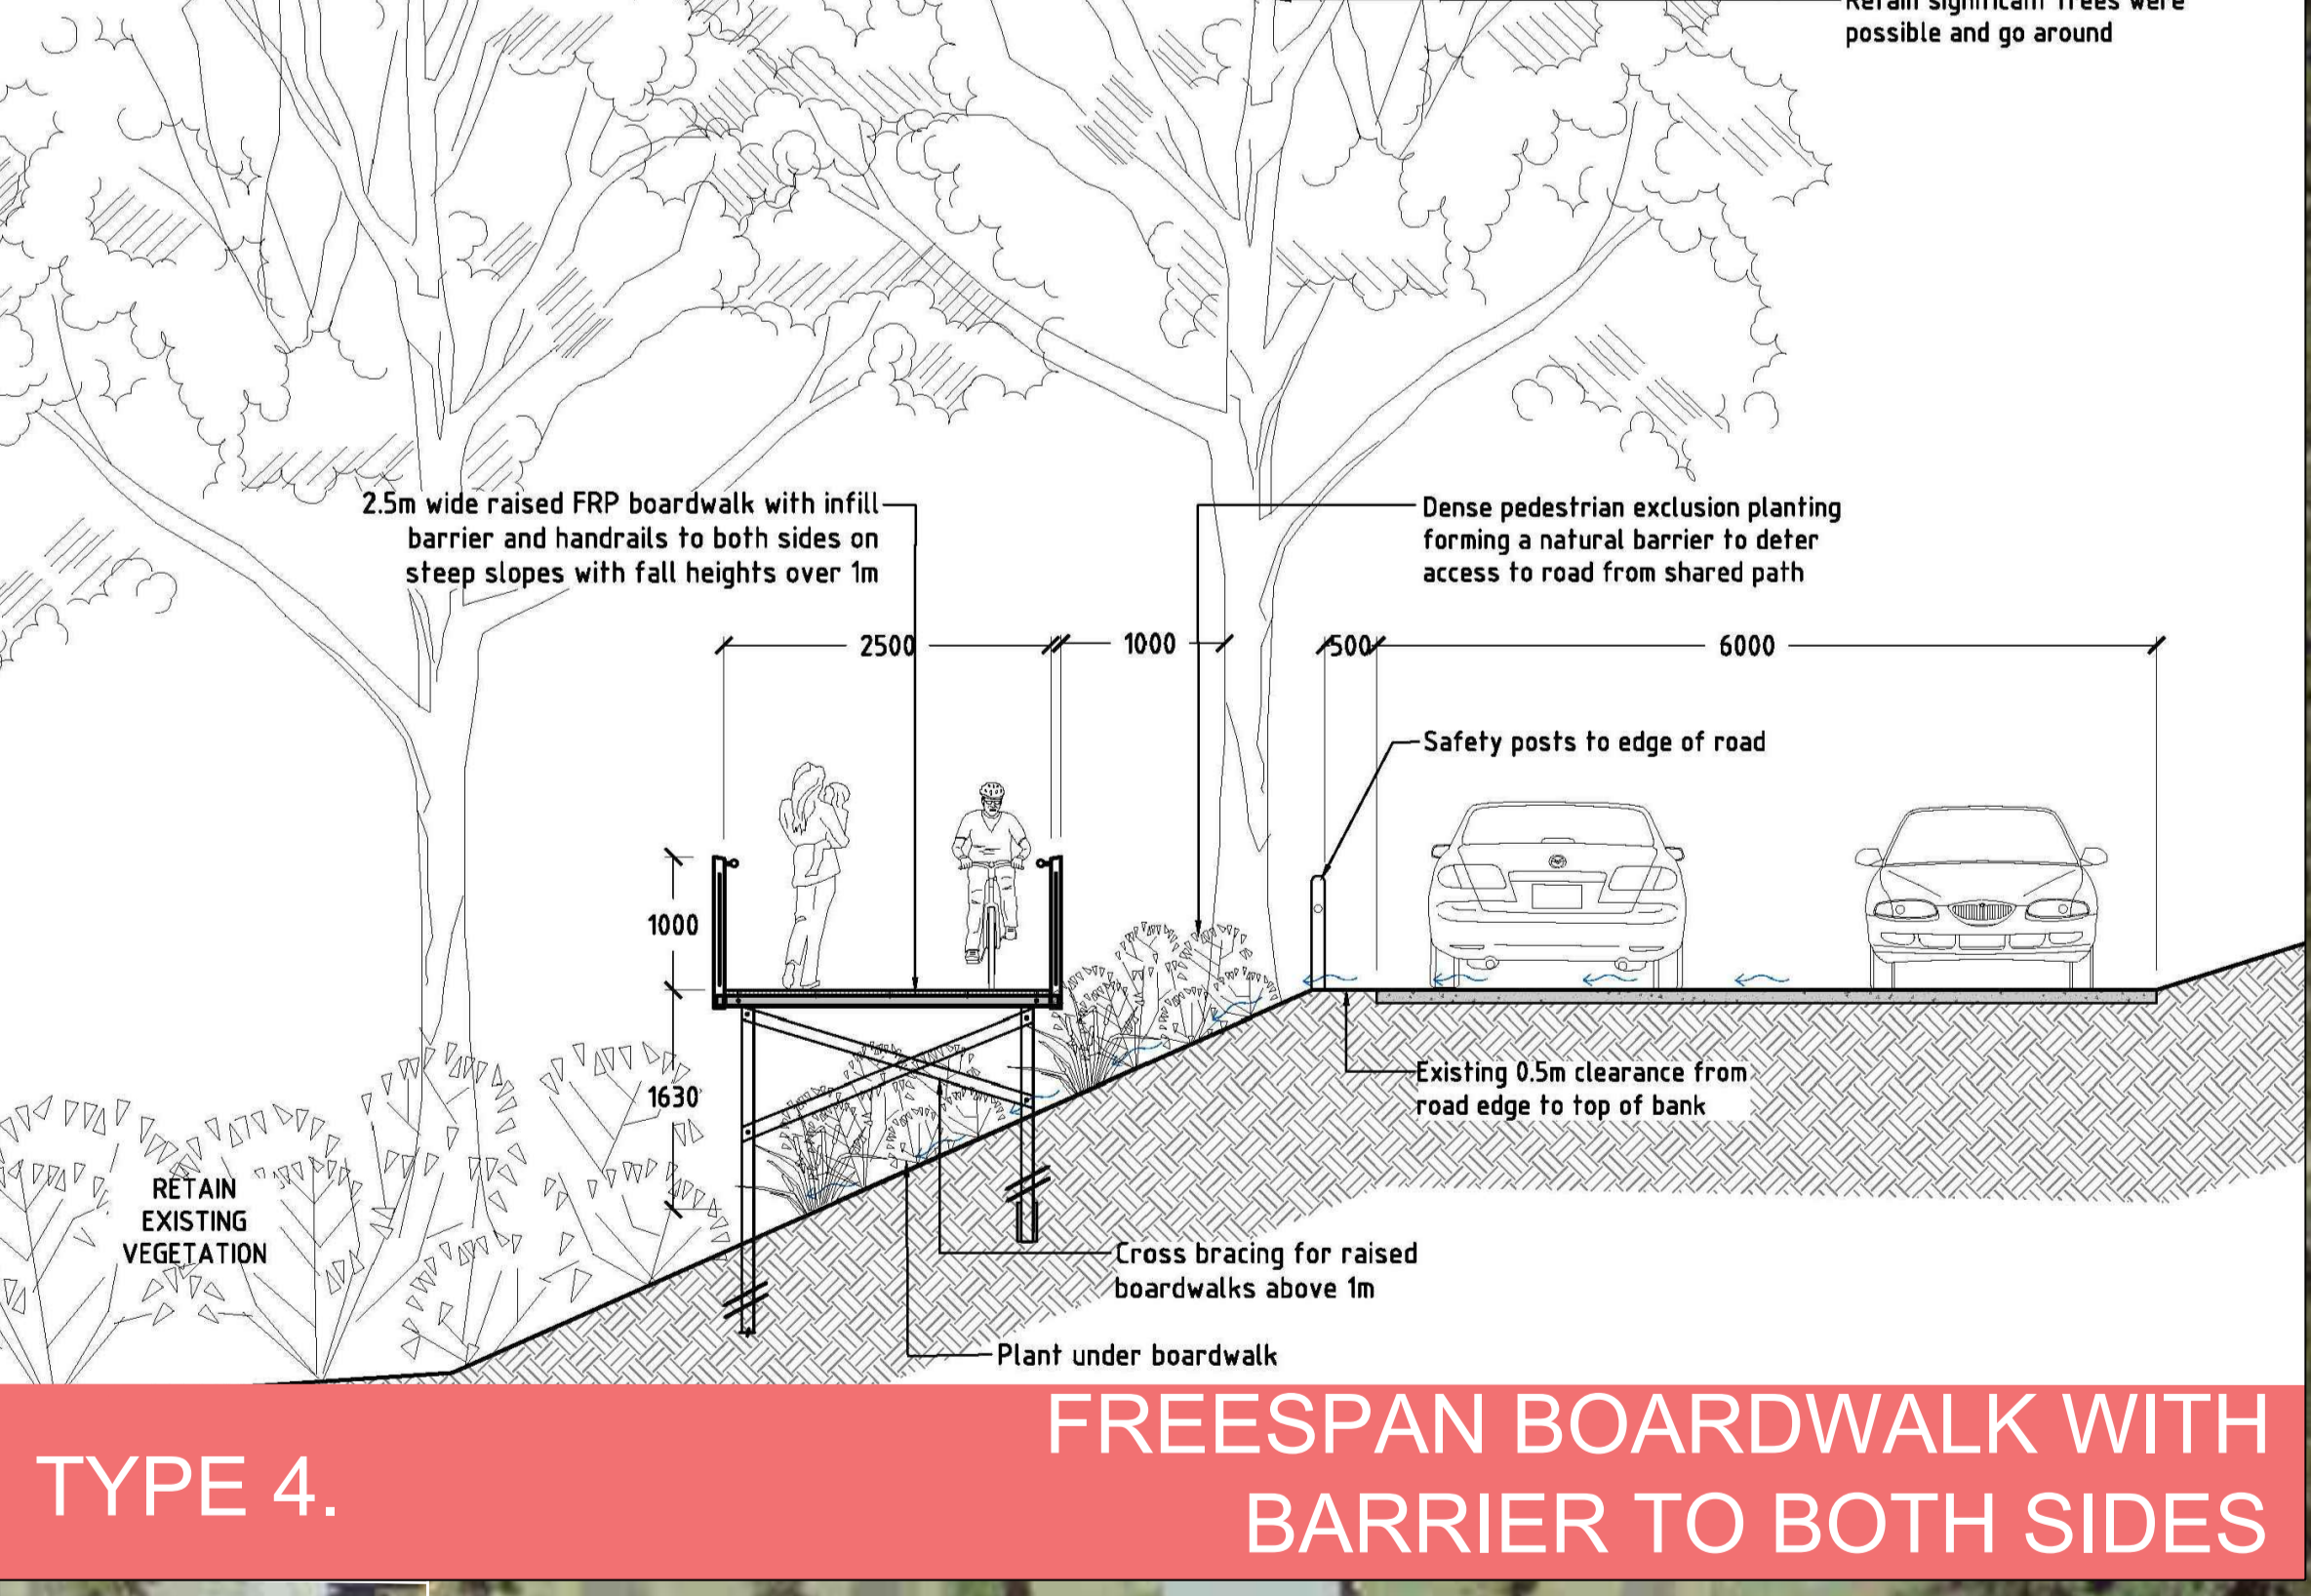 Retain significant trees were
possible and go around
2.5m wide raised FRP boardwalk with infill
barrier and handrails to both sides on
steep slopes with fall heights over 1m
Dense pedestrian exclusion planting
forming a natural barrier to deter
access to road from shared path
2500
1000
500
6000
Safety posts to edge of road
1000
1630
Existing 0.5m clearance from
road edge to top of bank
RETAIN
EXISTING
VEGETATION
Cross bracing for raised
boardwalks above 1m
Plant under boardwalk
TYPE 4.
FREESPAN BOARDWALK WITH
BARRIER TO BOTH SIDES